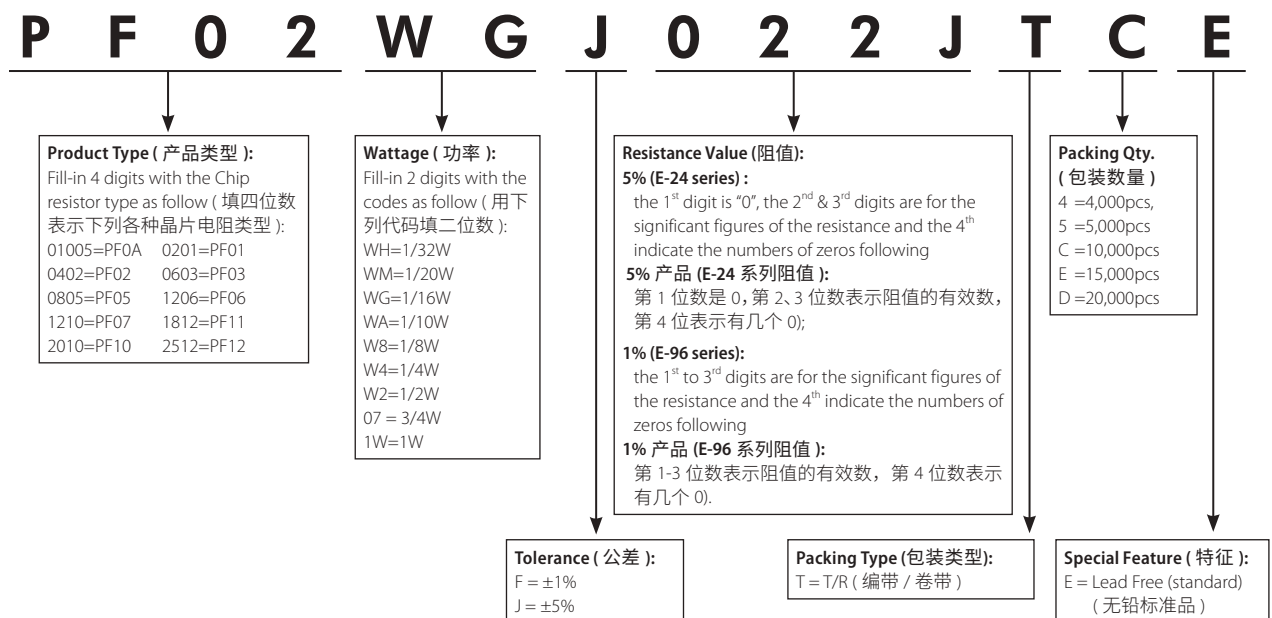 P F 0 2 W G J 0 2 2 J T C E
Product Type ( 产品类型 ):
Fill-in 4 digits with the Chip
resistor type as follow ( 填四位数
表示下列各种晶片电阻类型 ):
01005=PF0A 0201=PF01
0402=PF02 0603=PF03
0805=PF05 1206=PF06
1210=PF07 1812=PF11
2010=PF10 2512=PF12
Wattage ( 功率 ):
Fill-in 2 digits with the
codes as follow ( 用下
列代码填二位数 ):
WH=1/32W
WM=1/20W
WG=1/16W
WA=1/10W
W8=1/8W
W4=1/4W
W2=1/2W
07 = 3/4W
1W=1W
Resistance Value (阻值):
5% (E-24 series) :
the 1st digit is "0", the 2nd & 3rd digits are for the
significant figures of the resistance and the 4th
indicate the numbers of zeros following
5% 产品 (E-24 系列阻值 ):
第 1 位数是 0,第 2、3 位数表示阻值的有效数,
第 4 位表示有几个 0);
1% (E-96 series):
the 1st to 3rd digits are for the significant figures of
the resistance and the 4th indicate the numbers of
zeros following
1% 产品 (E-96 系列阻值 ):
第 1-3 位数表示阻值的有效数,第 4 位数表示
有几个 0).
Packing Qty.
( 包装数量 )
4 =4,000pcs,
5 =5,000pcs
C =10,000pcs
E =15,000pcs
D =20,000pcs
Tolerance ( 公差 ):
F = ±1%
J = ±5%
Packing Type (包装类型):
T = T/R ( 编带 / 卷带 )
Special Feature ( 特征 ):
E = Lead Free (standard)
( 无铅标准品 )